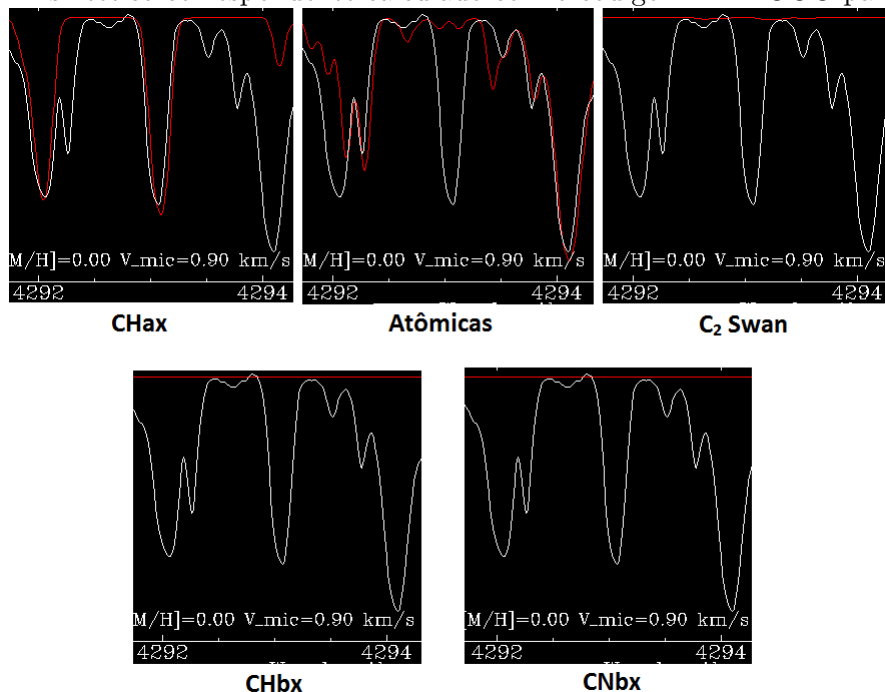 M/H]=0.00 V_mic=0.90 km/s
4292 4294
CHax
M/H]=0.00 V_mic=0.90 km/s
4292 4294
Atômicas
M/H]=0.00 V_mic=0.90 km/s
4292 4294
C₂ Swan
M/H]=0.00 V_mic=0.90 km/s
4292 4294
CHbx
[M/H]=0.00 V_mic=0.90 km/s
4292 4294
CNbx